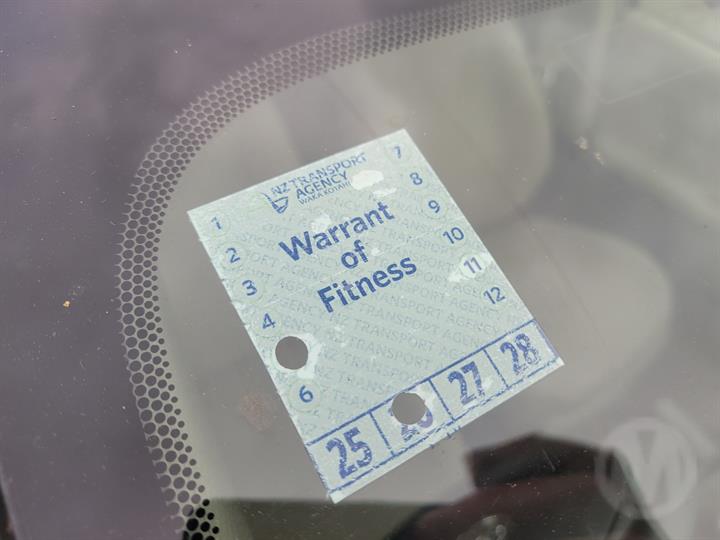 NZ TRANSPORT
AGENCY
WAKA KOTAHI
Warrant
of
Fitness
1
2
3
4
6
7
8
9
10
11
12
25 27 28